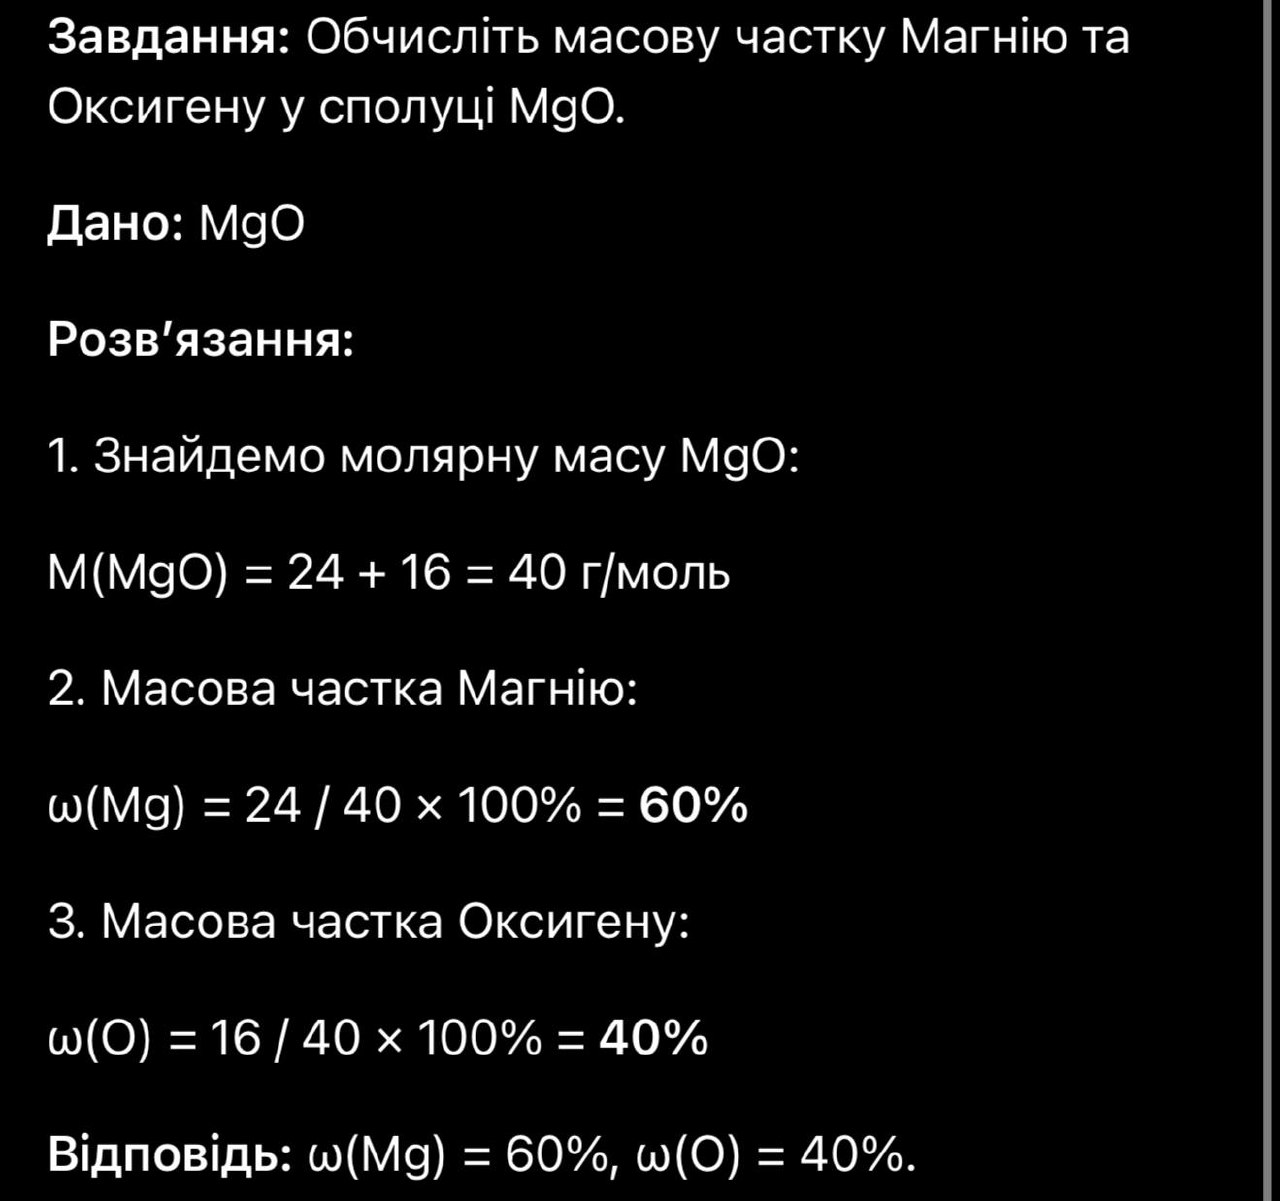 Завдання: Обчисліть масову частку Магнію та
Оксигену у сполуці MgO.
Дано: MgO
Розв’язання:
1. Знайдемо молярну масу MgO:
M(MgO) = 24 + 16 = 40 г/моль
2. Масова частка Магнію:
ω(Mg) = 24 / 40 × 100% = 60%
3. Масова частка Оксигену:
ω(O) = 16 / 40 × 100% = 40%
Відповідь: ω(Mg) = 60%, ω(O) = 40%.